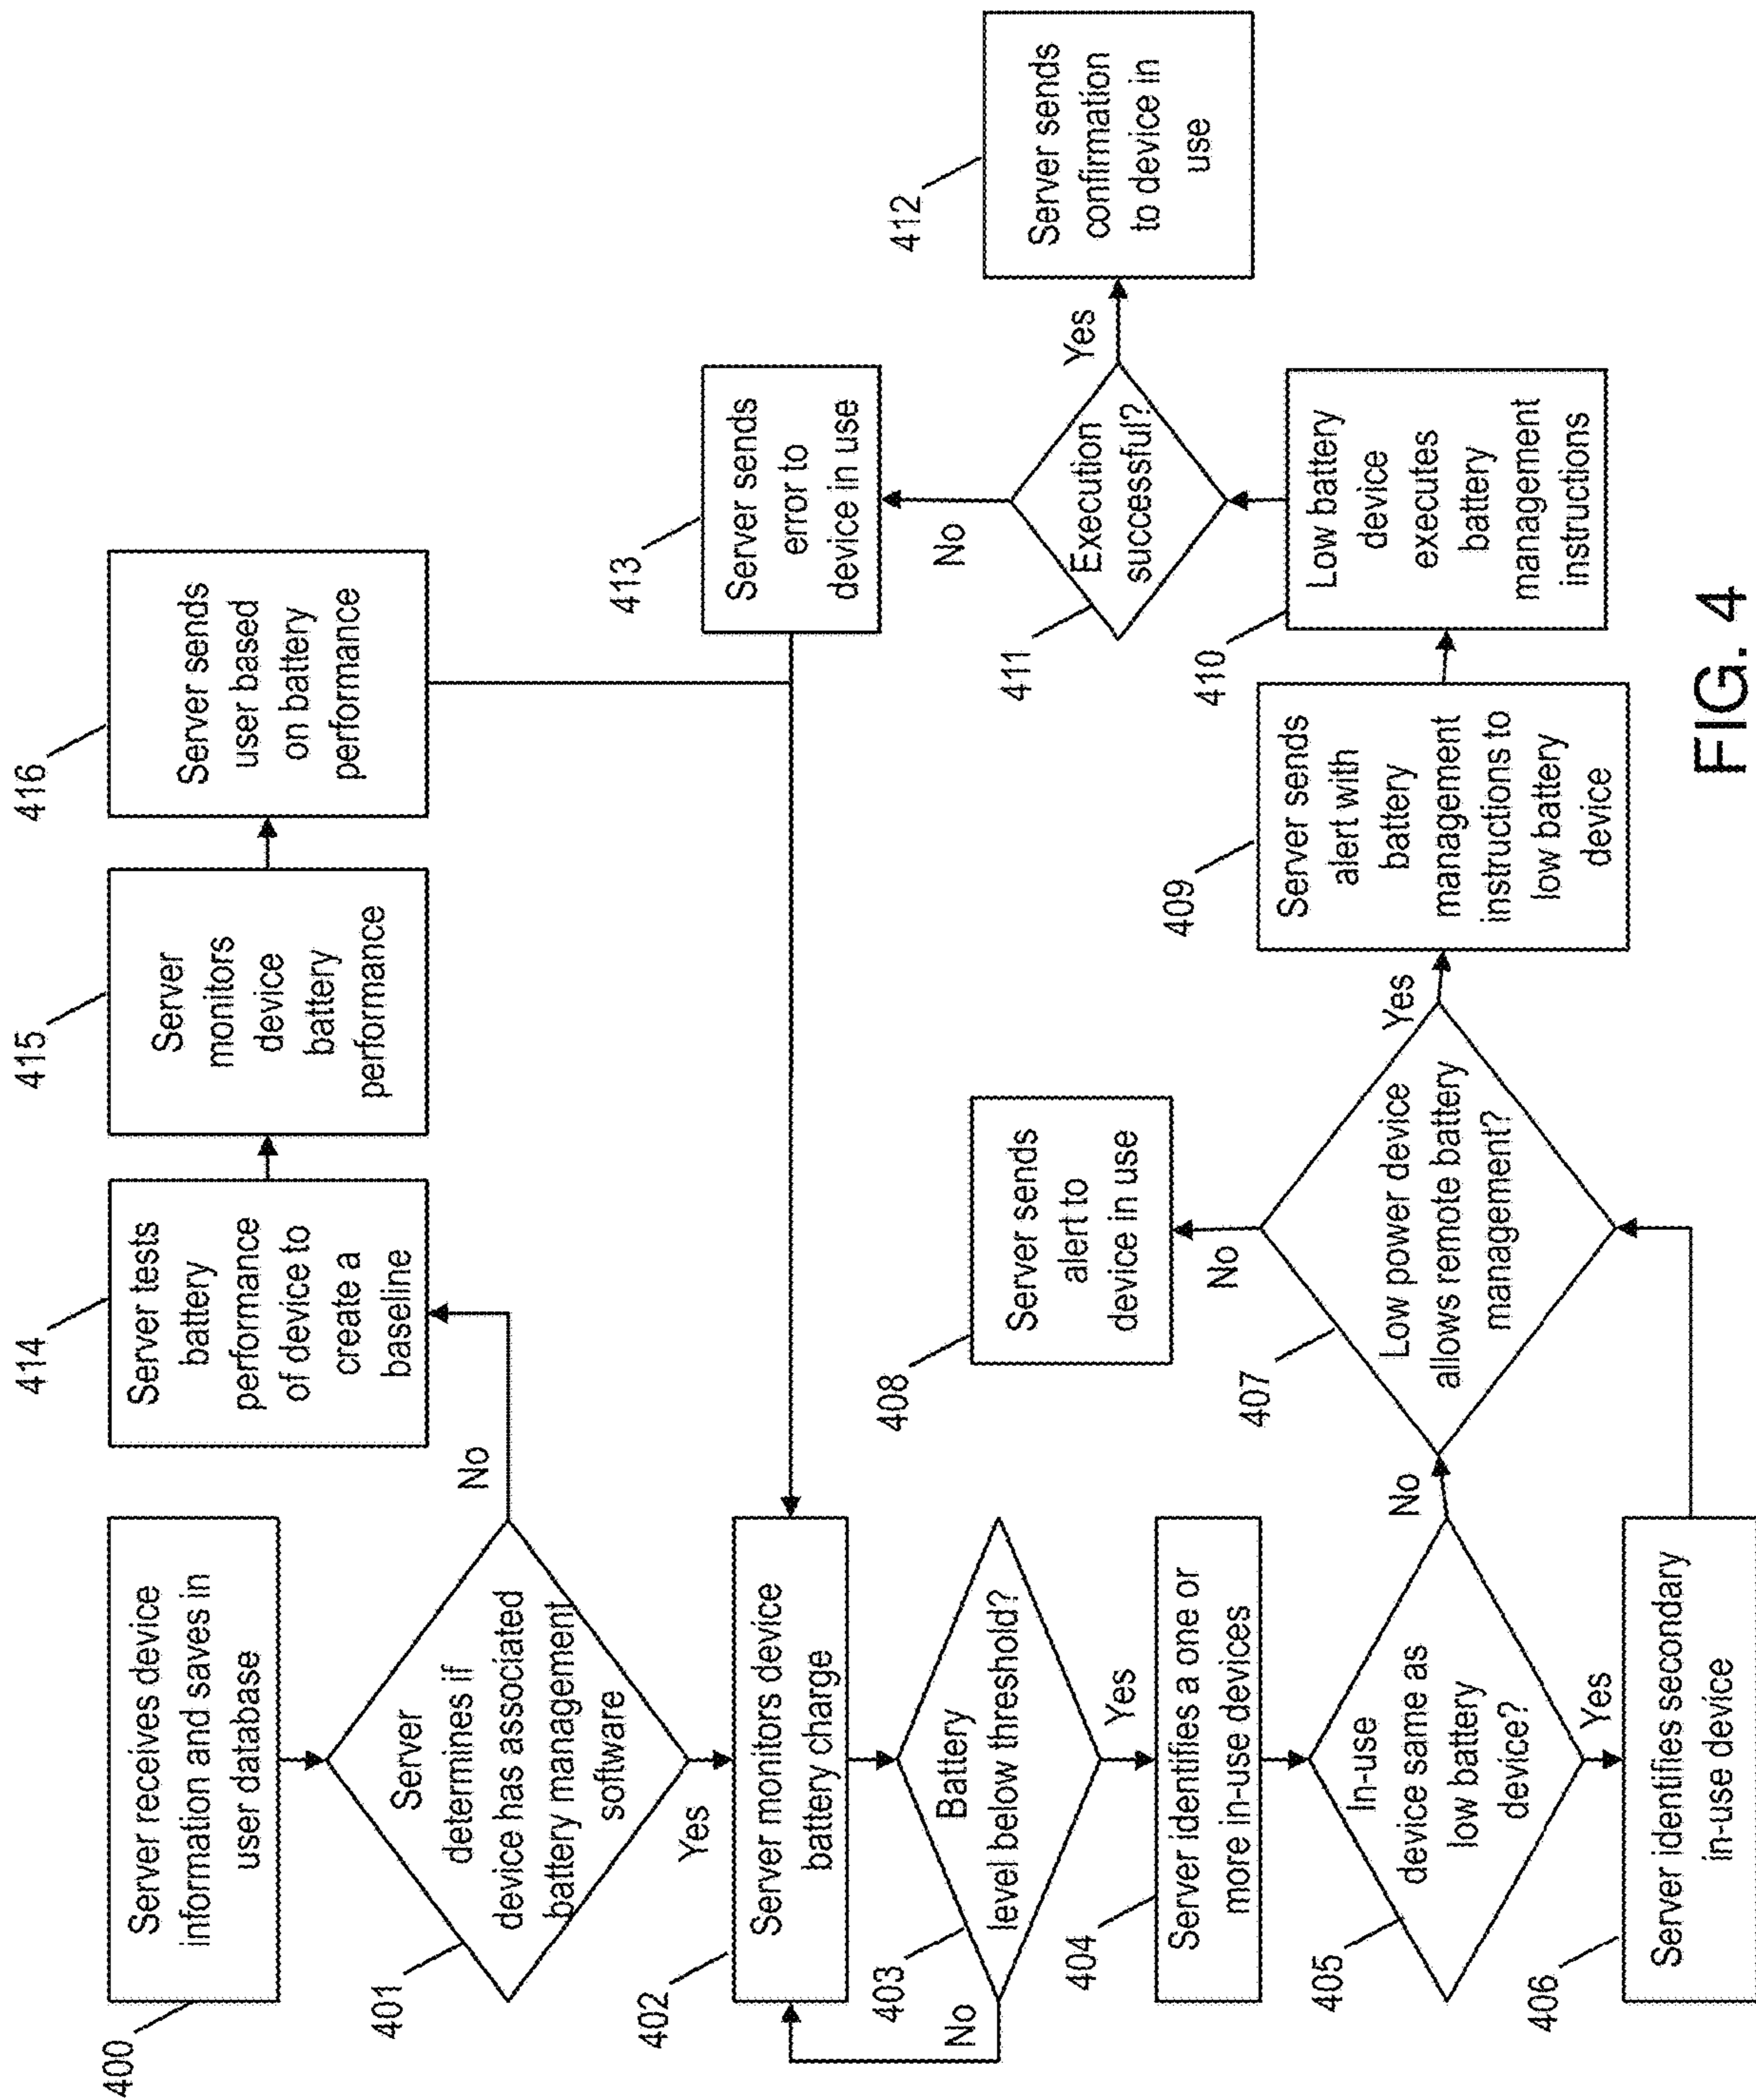 400
Server receives device
information and saves in
user database
401
Server
determines if
device has associated
battery management
software
No
Yes
414
Server tests
battery
performance
of device to
create a
baseline
415
Server
monitors
device
battery
performance
416
Server sends
user based
on battery
performance
402
Server monitors device
battery charge
403
Battery
level below threshold?
No
Yes
404
Server identifies a one or
more in-use devices
405
In-use
device same as
low battery
device?
No
Yes
406
Server identifies secondary
in-use device
407
Low power device
allows remote battery
management?
No
Yes
408
Server sends
alert to
device in use
409
Server sends
alert with
battery
management
instructions to
low battery
device
410
Low battery
device
executes
battery
management
instructions
411
Execution
successful?
No
Yes
413
Server sends
error to
device in use
412
Server sends
confirmation
to device in
use
FIG. 4